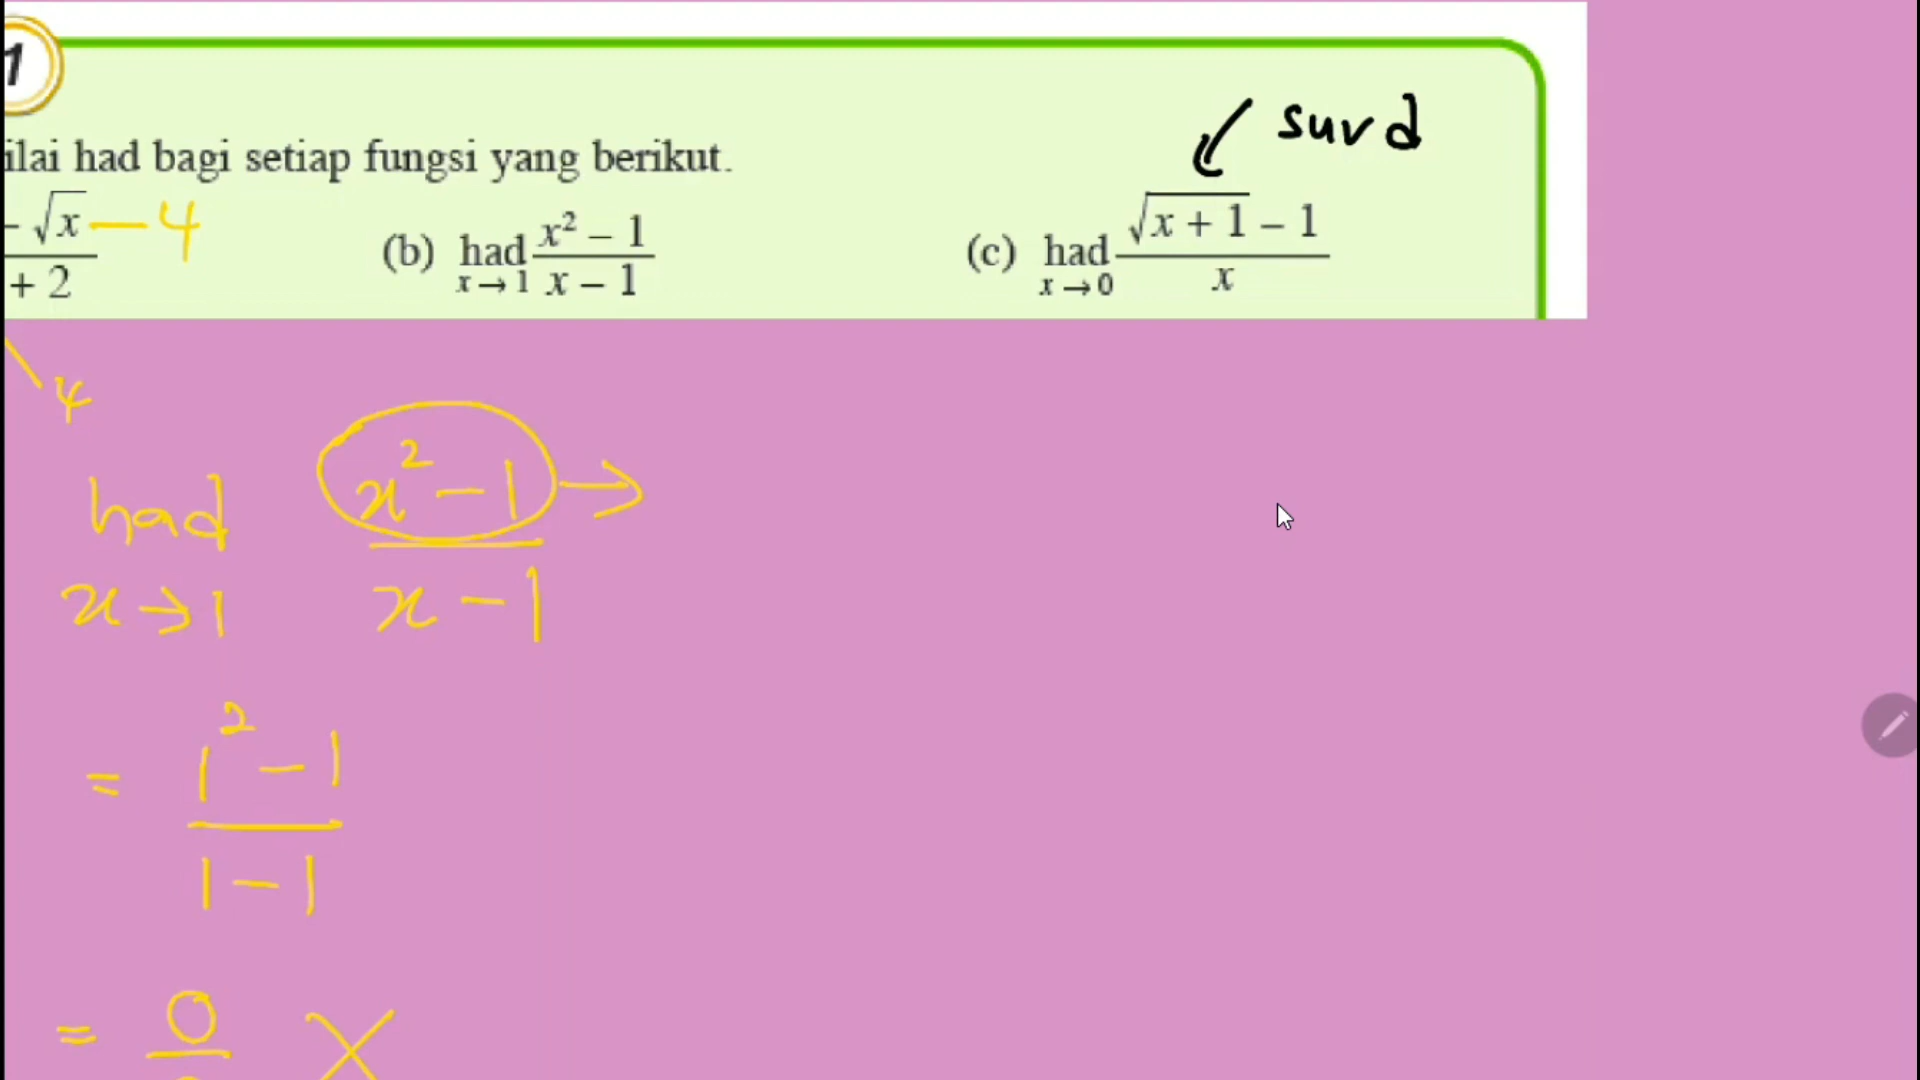 1
surd
ilai had bagi setiap fungsi yang berikut.
- √x - 4
+ 2
(b) had x² - 1
x → 1 x - 1
(c) had √x + 1 - 1
x → 0 x
4
had x² - 1 →
x → 1 x - 1
= 1² - 1
1 - 1
= 0 X